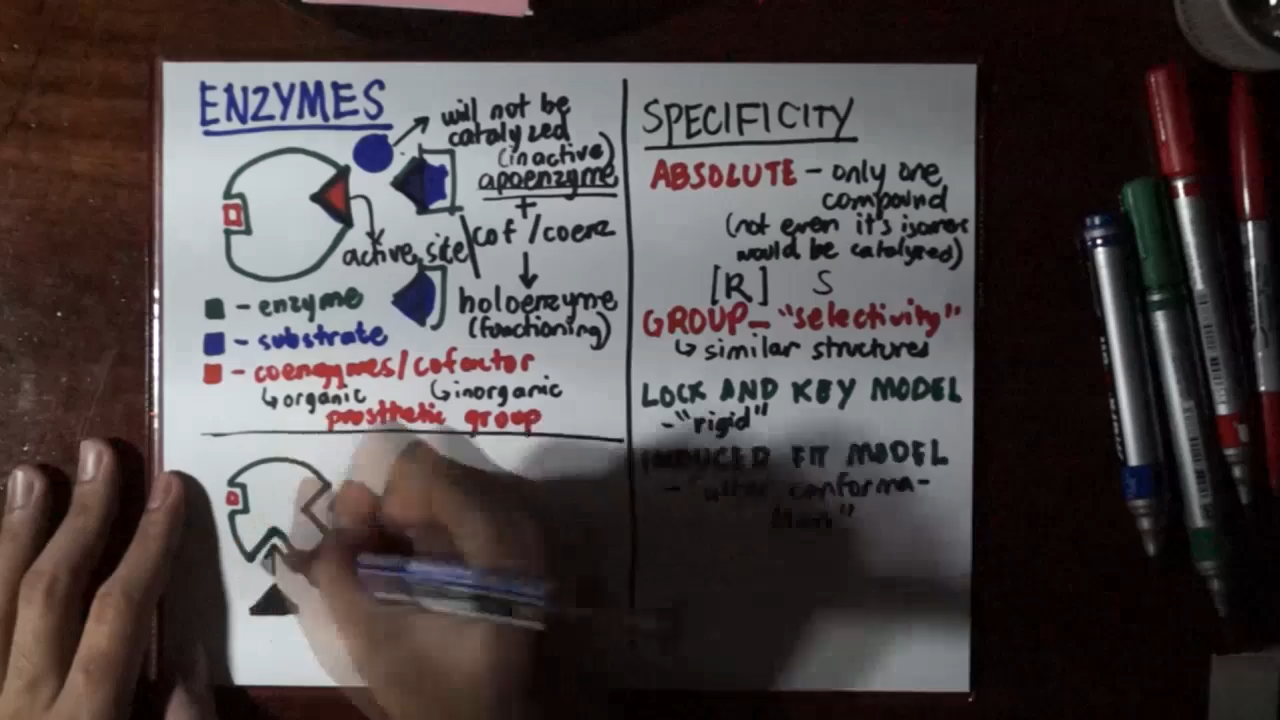 ENZYMES
will not be
catalyzed
(inactive)
apoenzyme
+
cof/coenz
active site
holoenzyme
(functioning)
- enzyme
- substrate
- coenzymes/cofactor
↳organic ↳inorganic
prosthetic group
SPECIFICITY
ABSOLUTE - only one
compound
(not even it's isomer
would be catalyzed)
[R] S
GROUP - "selectivity"
↳ similar structures
LOCK AND KEY MODEL
- "rigid"
INDUCED FIT MODEL
- conforma-